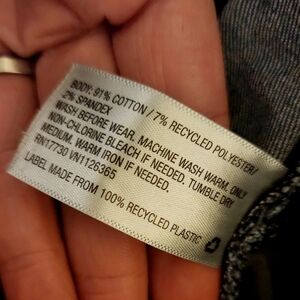 BODY: 91% COTTON / 7% RECYCLED POLYESTER/
2% SPANDEX
WASH BEFORE WEAR. MACHINE WASH WARM. ONLY
NON-CHLORINE BLEACH IF NEEDED. TUMBLE DRY
MEDIUM. WARM IRON IF NEEDED.
RN17730 VN1126365
LABEL MADE FROM 100% RECYCLED PLASTIC